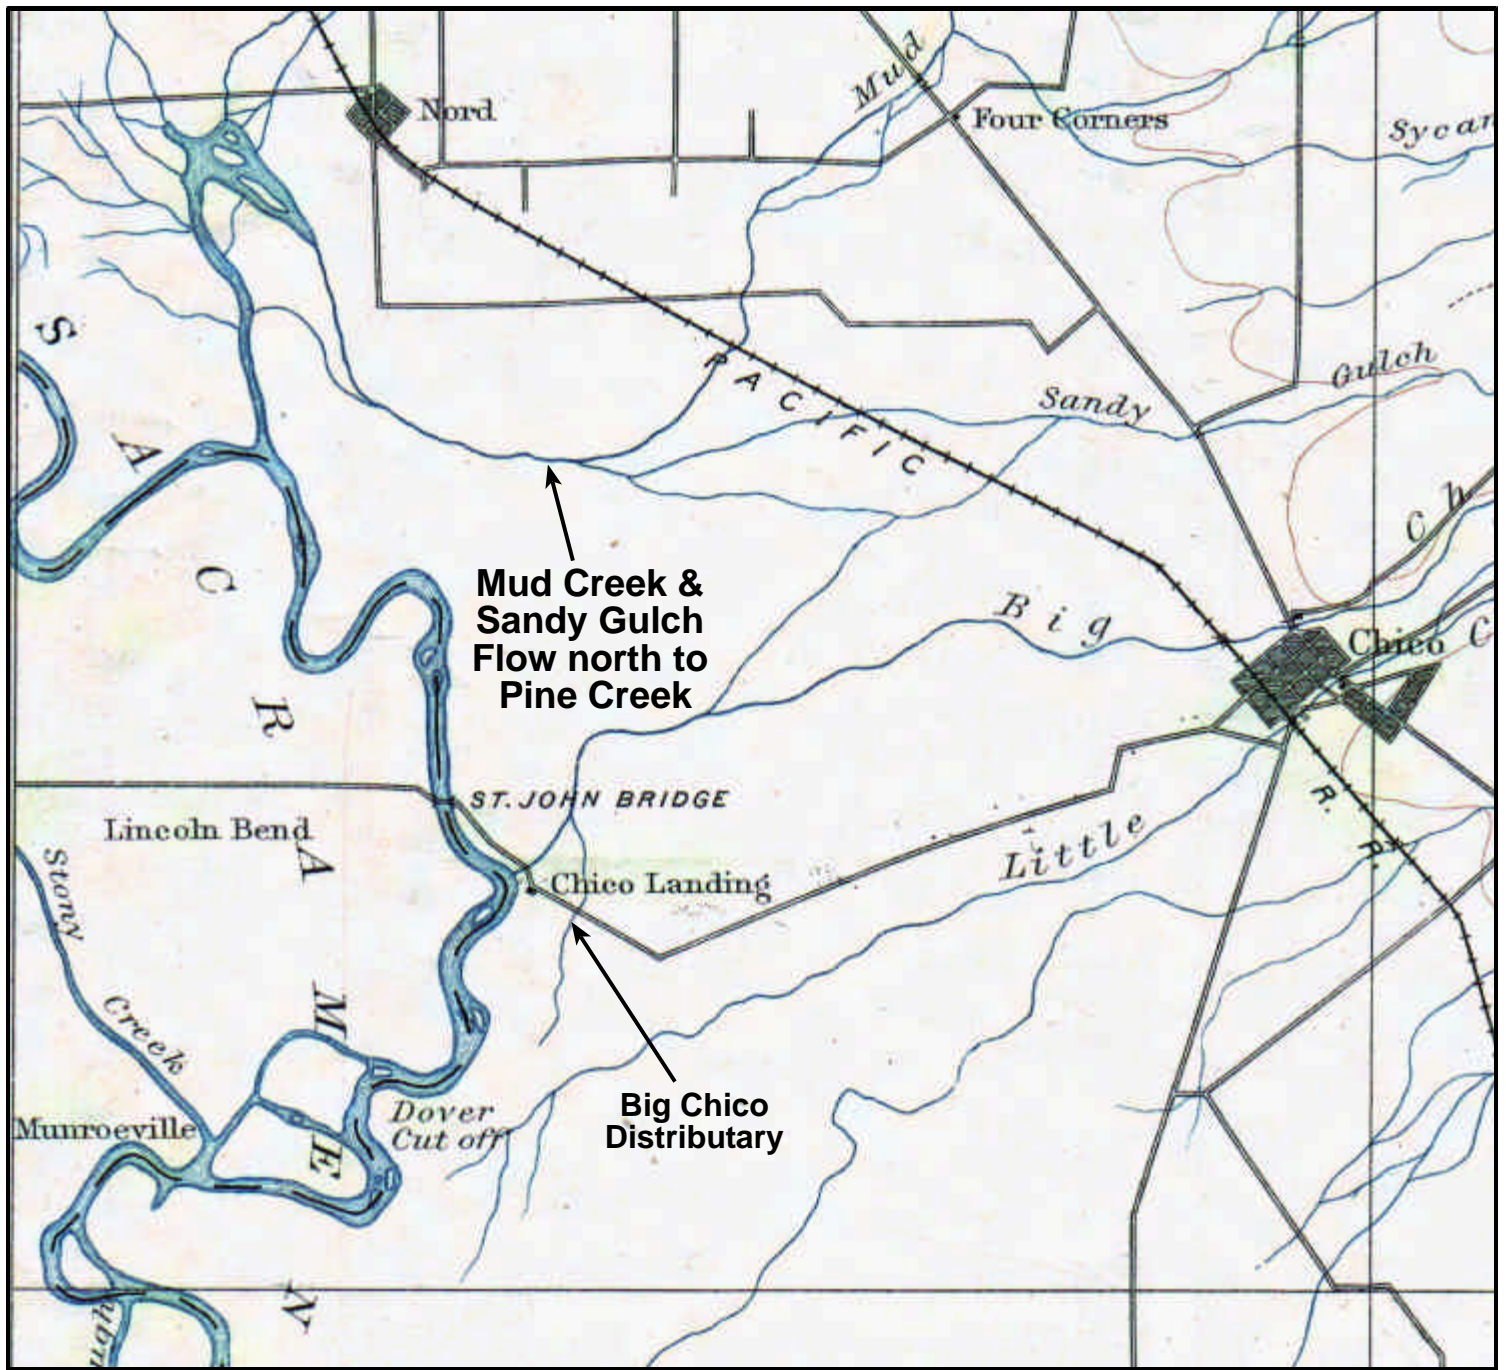 Mud
Nord
Four Corners
Sycam
S
A
C
R
A
M
E
N
PACIFIC
R. R.
Sandy
Gulch
Ch
Mud Creek &
Sandy Gulch
Flow north to
Pine Creek
Big
Chico
C
ST. JOHN BRIDGE
Lincoln Bend
Little
Stony
Creek
Chico Landing
Munroeville
Dover
Cut off
Big Chico
Distributary
ugh